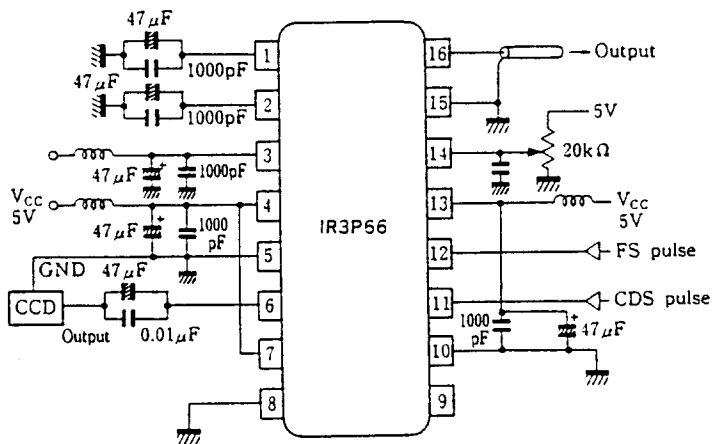 47μF
1000pF
47μF
1000pF
1
2
3
47μF
+
1000pF
VCC
5V
4
47μF
+
1000
pF
5
GND
47μF
CCD
Output
0.01μF
6
7
8
IR3P66
16
Output
15
5V
14
20kΩ
13
VCC
5V
12
FS pulse
11
CDS pulse
1000
pF
+
47μF
10
9